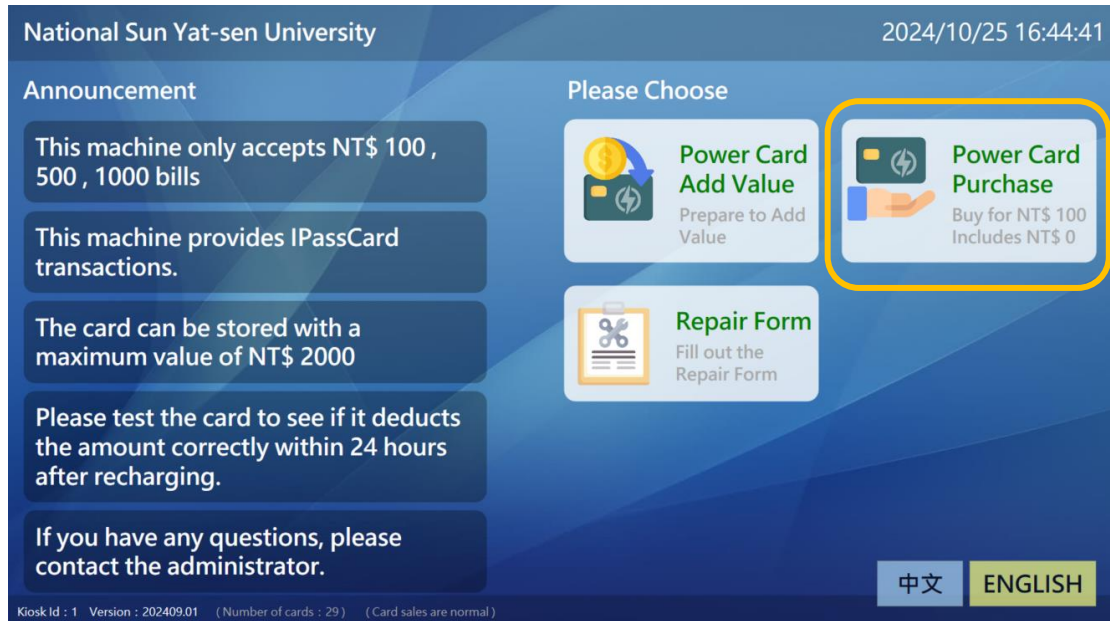 National Sun Yat-sen University
2024/10/25 16:44:41
Announcement
This machine only accepts NT$ 100 ,
500 , 1000 bills
This machine provides IPassCard
transactions.
The card can be stored with a
maximum value of NT$ 2000
Please test the card to see if it deducts
the amount correctly within 24 hours
after recharging.
If you have any questions, please
contact the administrator.
Please Choose
Power Card
Add Value
Prepare to Add
Value
Power Card
Purchase
Buy for NT$ 100
Includes NT$ 0
Repair Form
Fill out the
Repair Form
中文
ENGLISH
Kiosk Id : 1 Version : 202409.01 ( Number of cards : 29 ) ( Card sales are normal )